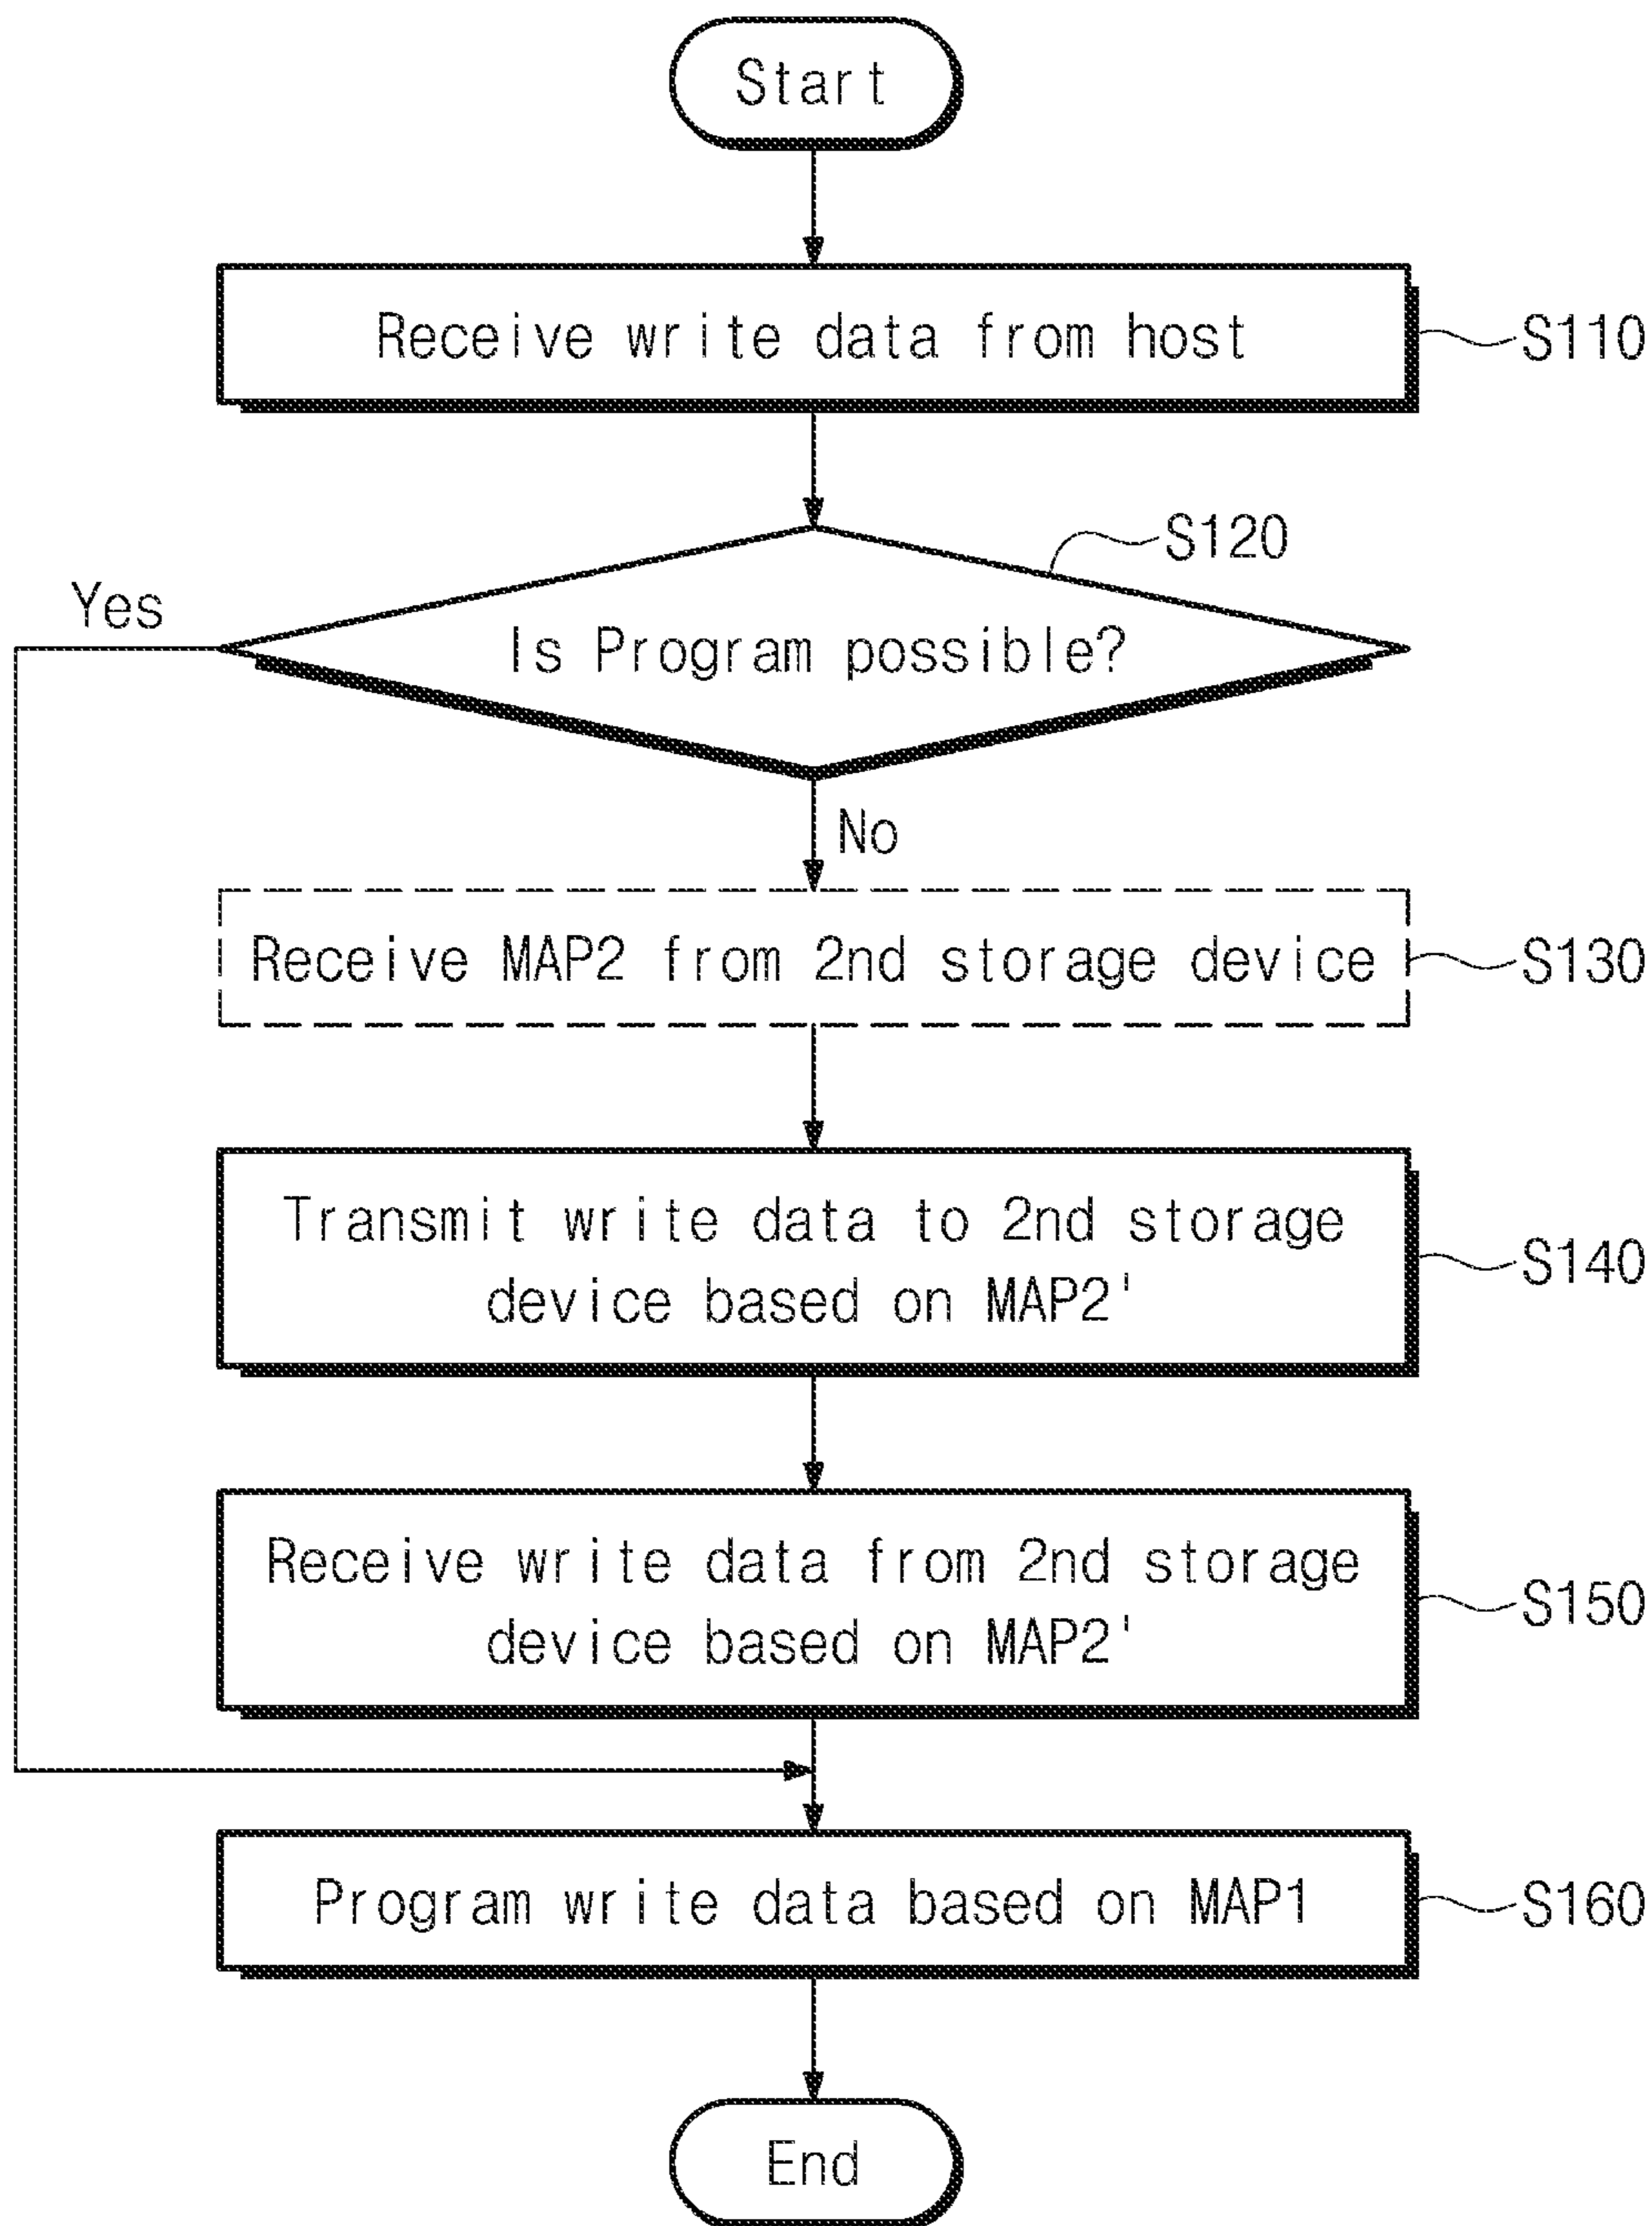 Start
Receive write data from host
S110
S120
Yes
Is Program possible?
No
Receive MAP2 from 2nd storage device
S130
Transmit write data to 2nd storage
device based on MAP2'
S140
Receive write data from 2nd storage
device based on MAP2'
S150
Program write data based on MAP1
S160
End